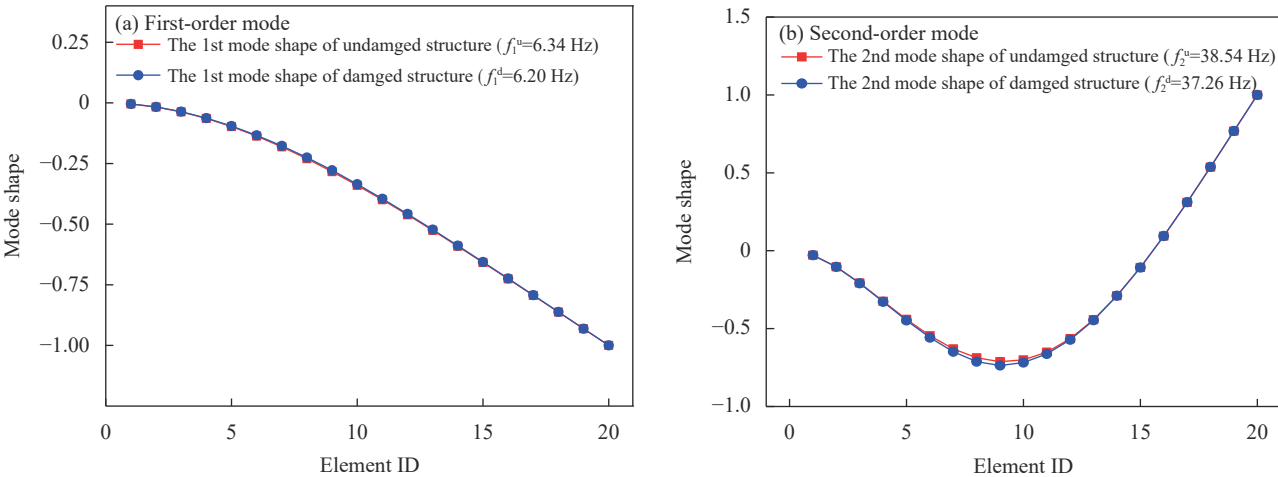 (a) First-order mode
The 1st mode shape of undamged structure (f₁ᵘ=6.34 Hz)
The 1st mode shape of damged structure (f₁ᵈ=6.20 Hz)
0.25
0
−0.25
−0.50
−0.75
−1.00
Mode shape
0 5 10 15 20
Element ID
(b) Second-order mode
The 2nd mode shape of undamged structure (f₂ᵘ=38.54 Hz)
The 2nd mode shape of damged structure (f₂ᵈ=37.26 Hz)
1.5
1.0
0.5
0
−0.5
−1.0
Mode shape
0 5 10 15 20
Element ID